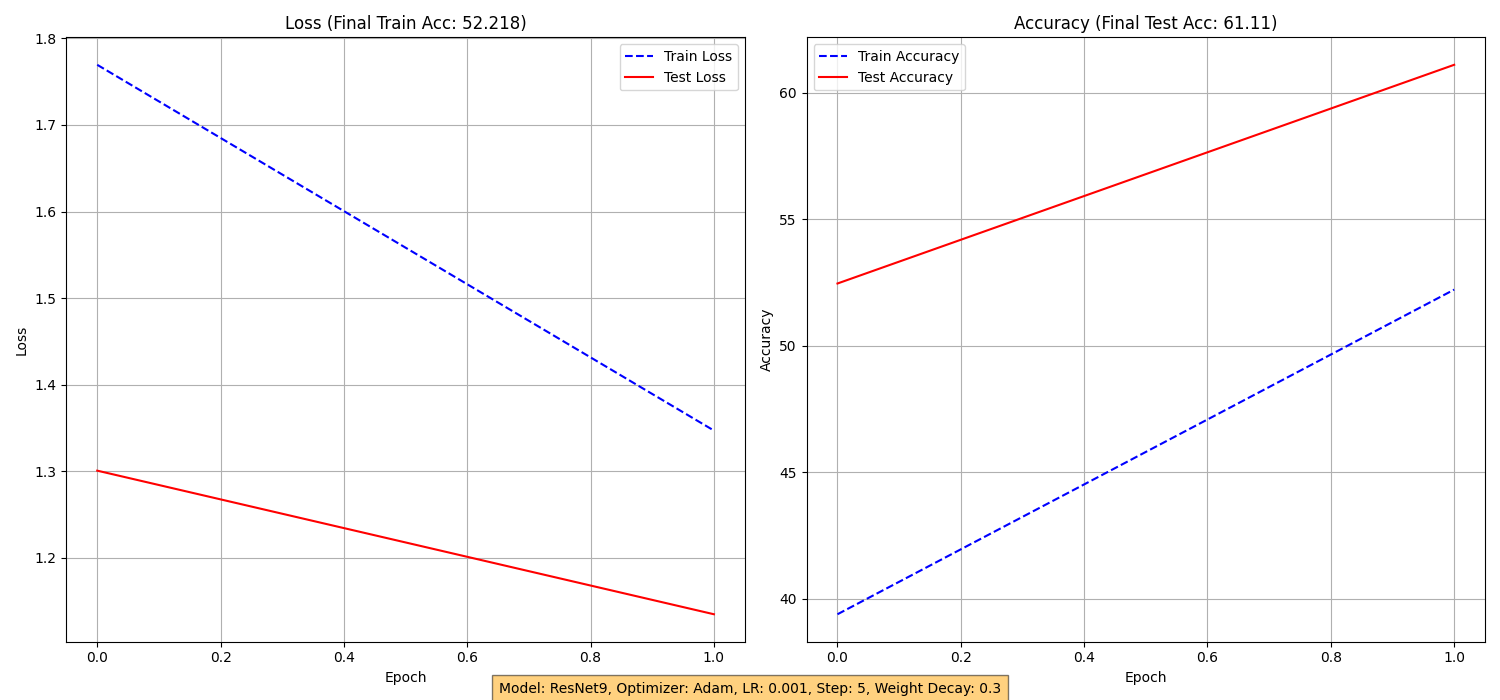 Loss (Final Train Acc: 52.218)
1.8
1.7
1.6
1.5
1.4
1.3
1.2
Loss
Train Loss
Test Loss
0.0 0.2 0.4 0.6 0.8 1.0
Epoch
Accuracy (Final Test Acc: 61.11)
60
55
50
45
40
Accuracy
Train Accuracy
Test Accuracy
0.0 0.2 0.4 0.6 0.8 1.0
Epoch
Model: ResNet9, Optimizer: Adam, LR: 0.001, Step: 5, Weight Decay: 0.3